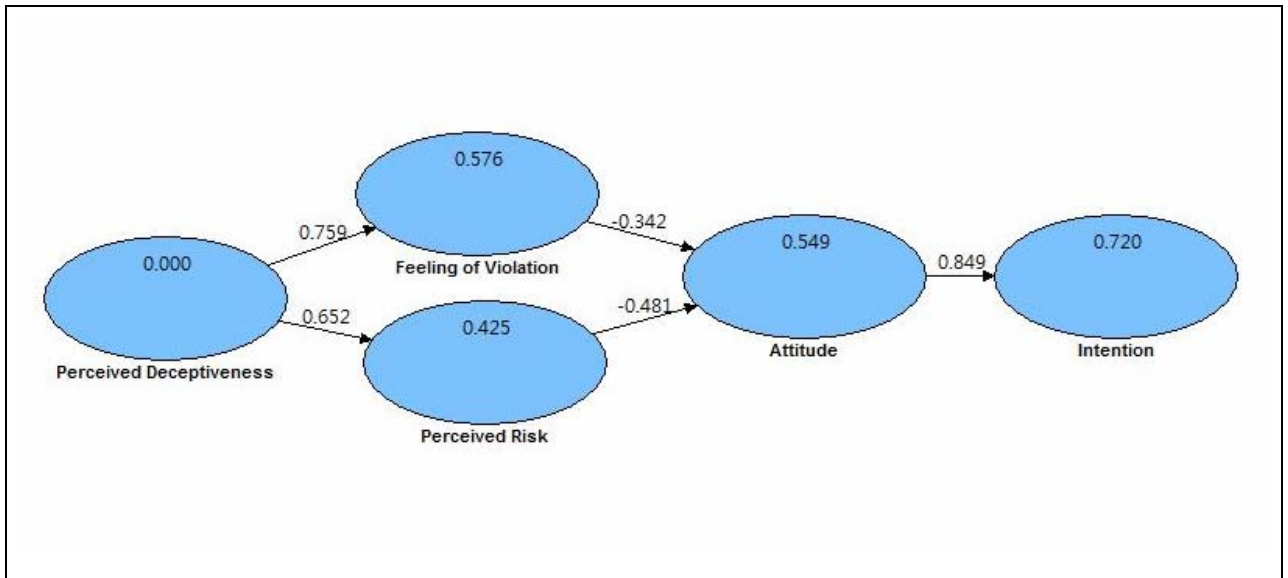 0.576
0.759
-0.342
Feeling of Violation
0.000
0.549
0.720
0.849
0.652
-0.481
0.425
Perceived Deceptiveness
Attitude
Intention
Perceived Risk